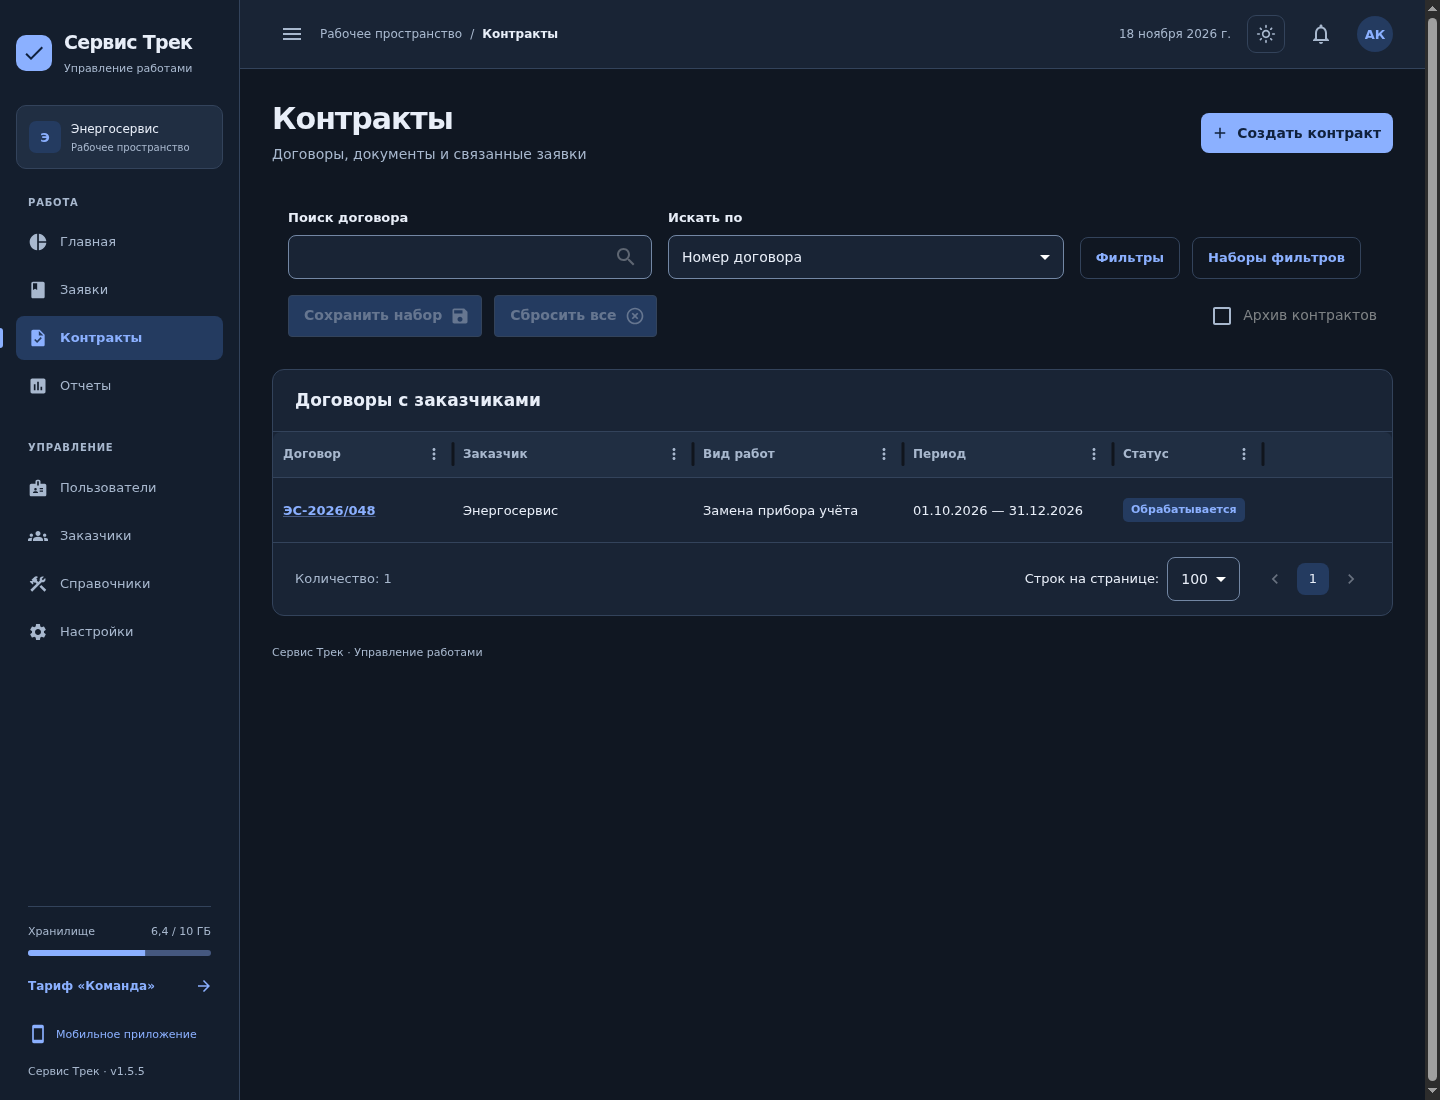 Сервис Трек
Управление работами
Э
Энергосервис
Рабочее пространство
РАБОТА
Главная
Заявки
Контракты
Отчеты
УПРАВЛЕНИЕ
Пользователи
Заказчики
Справочники
Настройки
Хранилище 6,4 / 10 ГБ
Тариф «Команда»
Мобильное приложение
Сервис Трек · v1.5.5
Рабочее пространство / Контракты
18 ноября 2026 г.
АК
Контракты
Договоры, документы и связанные заявки
Создать контракт
Поиск договора
Искать по
Номер договора
Фильтры
Наборы фильтров
Сохранить набор
Сбросить все
Архив контрактов
Договоры с заказчиками
Договор Заказчик Вид работ Период Статус
ЭС-2026/048 Энергосервис Замена прибора учёта 01.10.2026 — 31.12.2026 Обрабатывается
Количество: 1
Строк на странице: 100
1
Сервис Трек · Управление работами